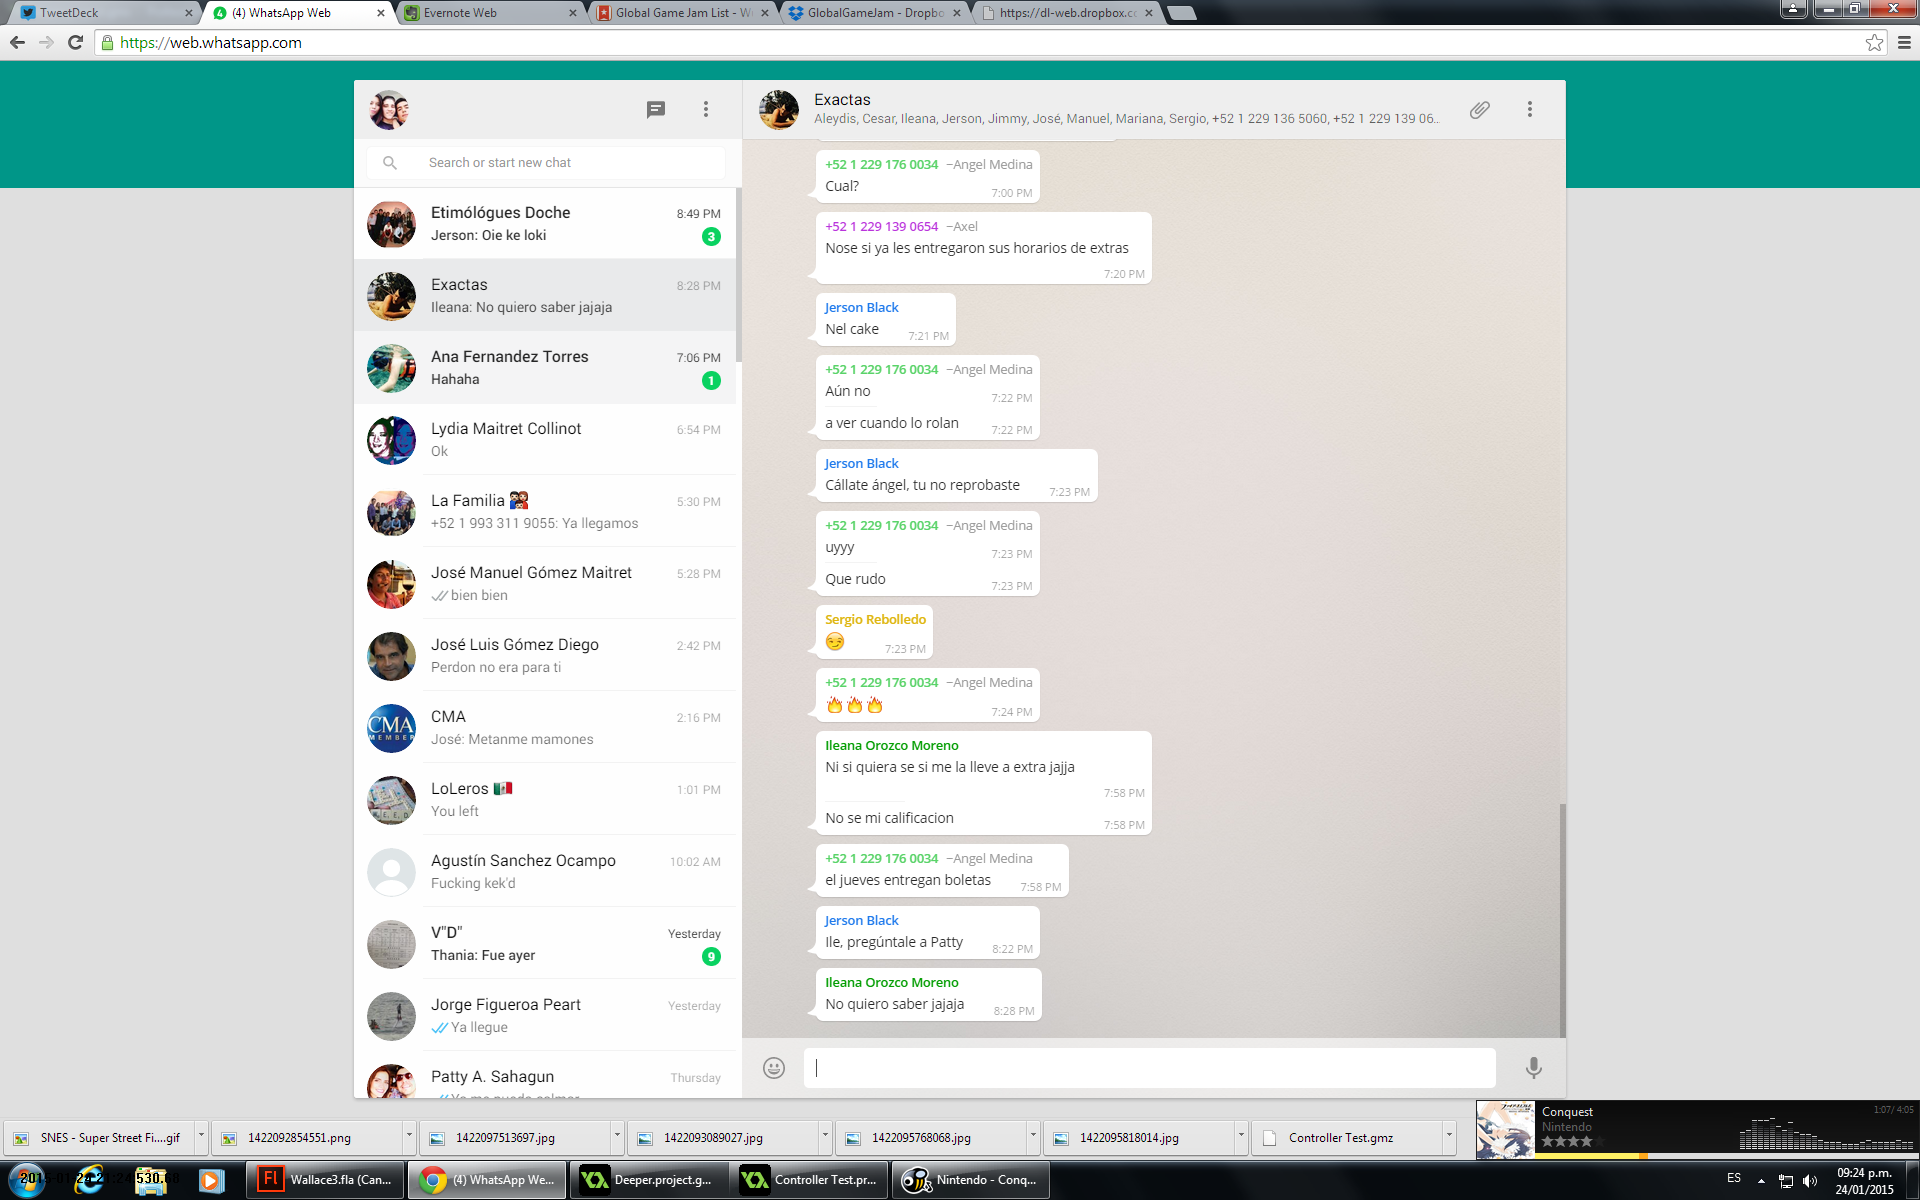 TweetDeck
(4) WhatsApp Web
Evernote Web
Global Game Jam List - W
GlobalGameJam - Dropbo
https://dl-web.dropbox.co
https://web.whatsapp.com
Search or start new chat
Etimólógues Doche 8:49 PM
Jerson: Oie ke loki 3
Exactas 8:28 PM
Ileana: No quiero saber jajaja
Ana Fernandez Torres 7:06 PM
Hahaha 1
Lydia Maitret Collinot 6:54 PM
Ok
La Familia 5:30 PM
+52 1 993 311 9055: Ya llegamos
José Manuel Gómez Maitret 5:28 PM
bien bien
José Luis Gómez Diego 2:42 PM
Perdon no era para ti
CMA 2:16 PM
José: Metanme mamones
CMA
MEMBER
LoLeros 1:01 PM
You left
Agustín Sanchez Ocampo 10:02 AM
Fucking kek'd
V"D" Yesterday
Thania: Fue ayer 9
Jorge Figueroa Peart Yesterday
Ya llegue
Patty A. Sahagun Thursday
Exactas
Aleydis, Cesar, Ileana, Jerson, Jimmy, José, Manuel, Mariana, Sergio, +52 1 229 136 5060, +52 1 229 139 06...
+52 1 229 176 0034 ~Angel Medina
Cual?
7:00 PM
+52 1 229 139 0654 ~Axel
Nose si ya les entregaron sus horarios de extras
7:20 PM
Jerson Black
Nel cake
7:21 PM
+52 1 229 176 0034 ~Angel Medina
Aún no
7:22 PM
a ver cuando lo rolan
7:22 PM
Jerson Black
Cállate ángel, tu no reprobaste
7:23 PM
+52 1 229 176 0034 ~Angel Medina
uyyy
7:23 PM
Que rudo
7:23 PM
Sergio Rebolledo
😏
7:23 PM
+52 1 229 176 0034 ~Angel Medina
🔥🔥🔥
7:24 PM
Ileana Orozco Moreno
Ni si quiera se si me la lleve a extra jajja
7:58 PM
No se mi calificacion
7:58 PM
+52 1 229 176 0034 ~Angel Medina
el jueves entregan boletas
7:58 PM
Jerson Black
Ile, pregúntale a Patty
8:22 PM
Ileana Orozco Moreno
No quiero saber jajaja
8:28 PM
SNES - Super Street Fi....gif
1422092854551.png
1422097513697.jpg
1422093089027.jpg
1422095768068.jpg
1422095818014.jpg
Controller Test.gmz
Conquest 1:07/ 4:05
Nintendo
Wallace3.fla (Can...
(4) WhatsApp We...
Deeper.project.g...
Controller Test.pr...
Nintendo - Conq...
ES
09:24 p.m.
24/01/2015